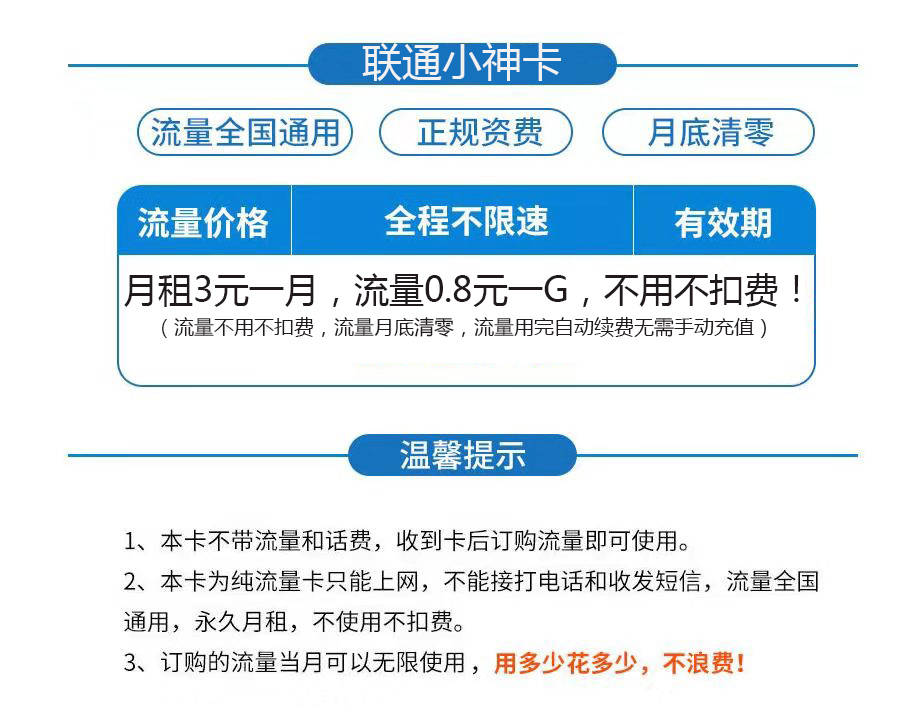 联通小神卡
流量全国通用 正规资费 月底清零
流量价格 全程不限速 有效期
月租3元一月，流量0.8元一G，不用不扣费！
（流量不用不扣费，流量月底清零，流量用完自动续费无需手动充值）
温馨提示
1、本卡不带流量和话费，收到卡后订购流量即可使用。
2、本卡为纯流量卡只能上网，不能接打电话和收发短信，流量全国
通用，永久月租，不使用不扣费。
3、订购的流量当月可以无限使用，用多少花多少，不浪费！